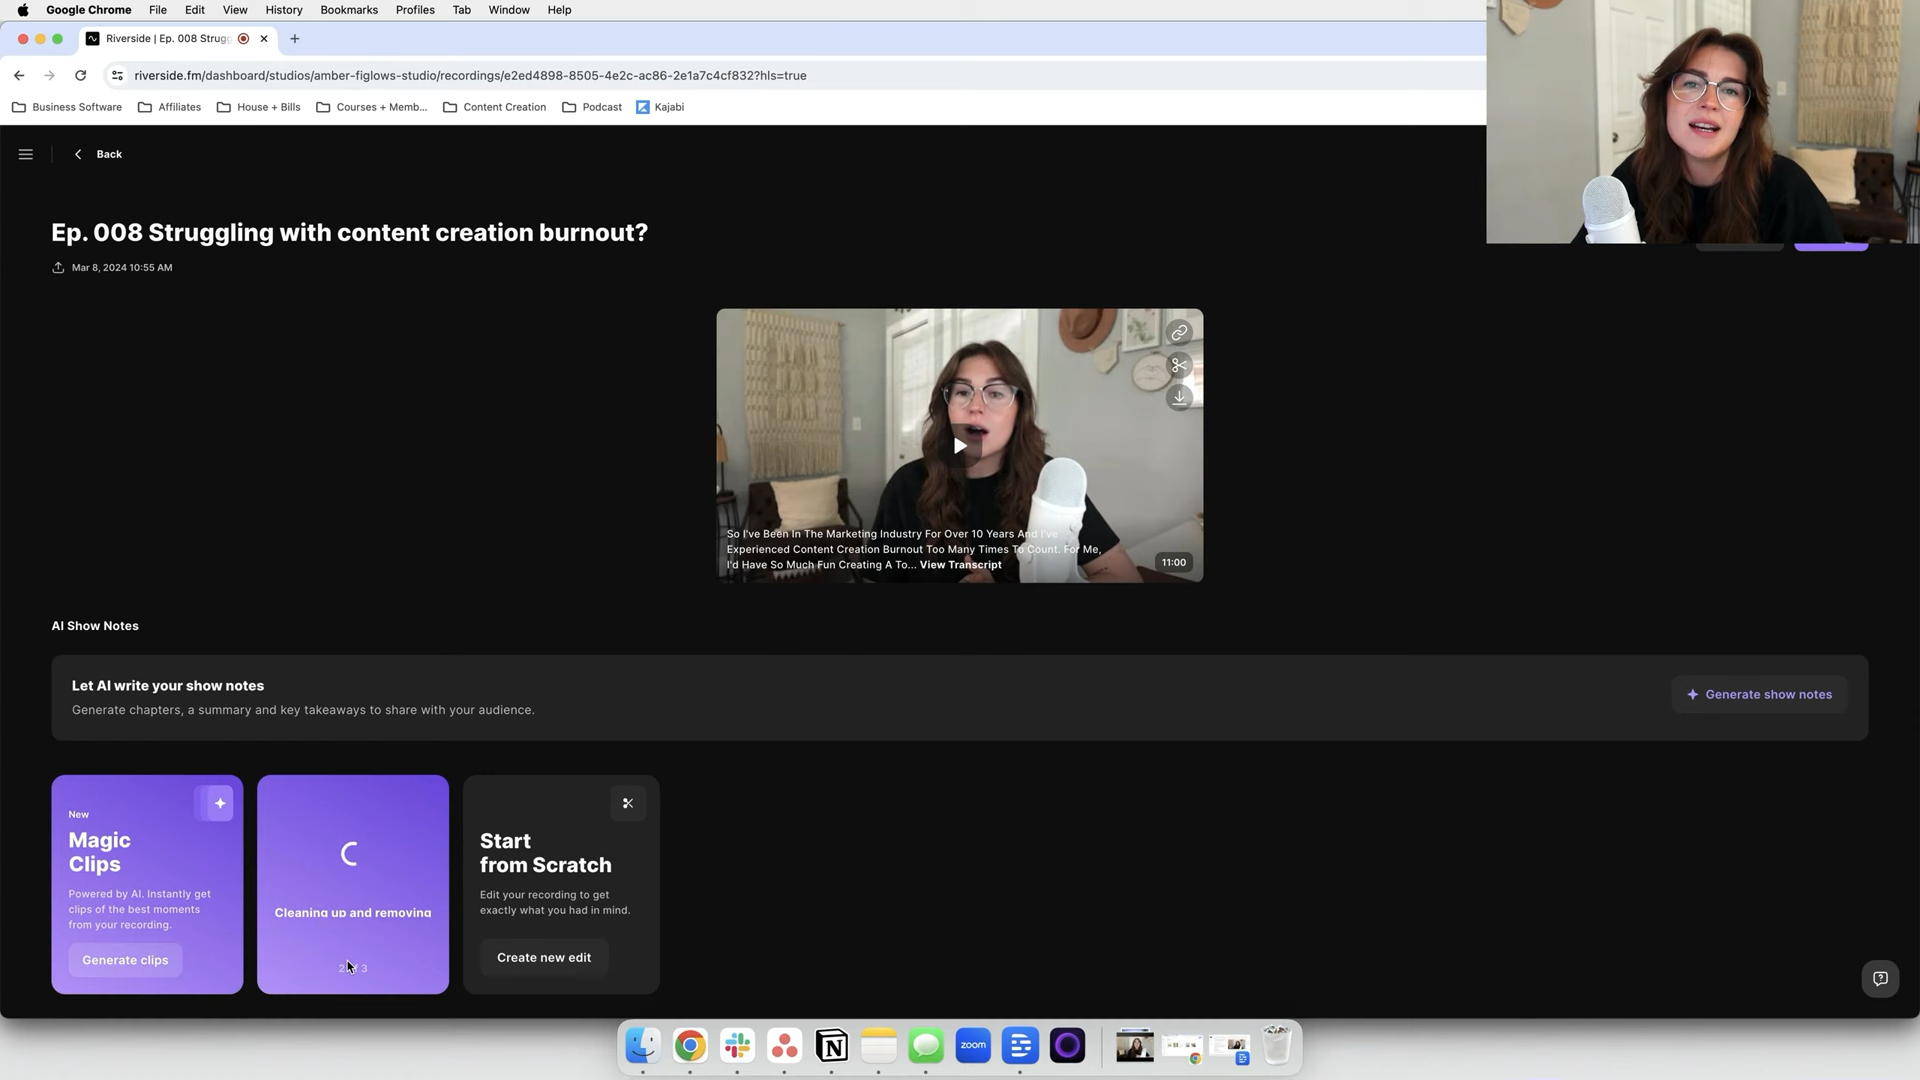 Google Chrome File Edit View History Bookmarks Profiles Tab Window Help
Riverside | Ep. 008 Strug
riverside.fm/dashboard/studios/amber-figlows-studio/recordings/e2ed4898-8505-4e2c-ac86-2e1a7c4cf832?hls=true
Business Software Affiliates House + Bills Courses + Memb... Content Creation Podcast Kajabi
Back
Ep. 008 Struggling with content creation burnout?
Mar 8, 2024 10:55 AM
So I've Been In The Marketing Industry For Over 10 Years And I've
Experienced Content Creation Burnout Too Many Times To Count. For Me,
I'd Have So Much Fun Creating A To... View Transcript
11:00
AI Show Notes
Let AI write your show notes
Generate chapters, a summary and key takeaways to share with your audience.
Generate show notes
New
Magic
Clips
Powered by AI. Instantly get
clips of the best moments
from your recording.
Generate clips
Cleaning up and removing
2 3
Start
from Scratch
Edit your recording to get
exactly what you had in mind.
Create new edit
N
zoom